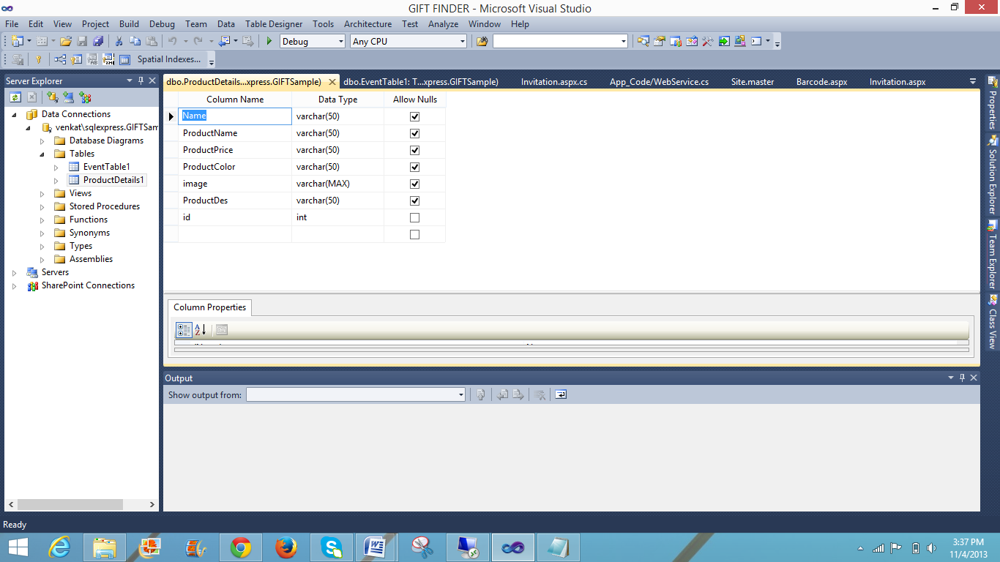 GIFT FINDER - Microsoft Visual Studio
File Edit View Project Build Debug Team Data Table Designer Tools Architecture Test Analyze Window Help
Debug Any CPU
Spatial Indexes...
Server Explorer
dbo.ProductDetails...xpress.GIFTSample) dbo.EventTable1: T...xpress.GIFTSample) Invitation.aspx.cs App_Code/WebService.cs Site.master Barcode.aspx Invitation.aspx
Data Connections
venkat\sqlexpress.GIFTSam
Database Diagrams
Tables
EventTable1
ProductDetails1
Views
Stored Procedures
Functions
Synonyms
Types
Assemblies
Servers
SharePoint Connections
Column Name Data Type Allow Nulls
Name varchar(50)
ProductName varchar(50)
ProductPrice varchar(50)
ProductColor varchar(50)
image varchar(MAX)
ProductDes varchar(50)
id int
Column Properties
Output
Show output from:
Properties
Solution Explorer
Team Explorer
Class View
Ready
3:37 PM
11/4/2013